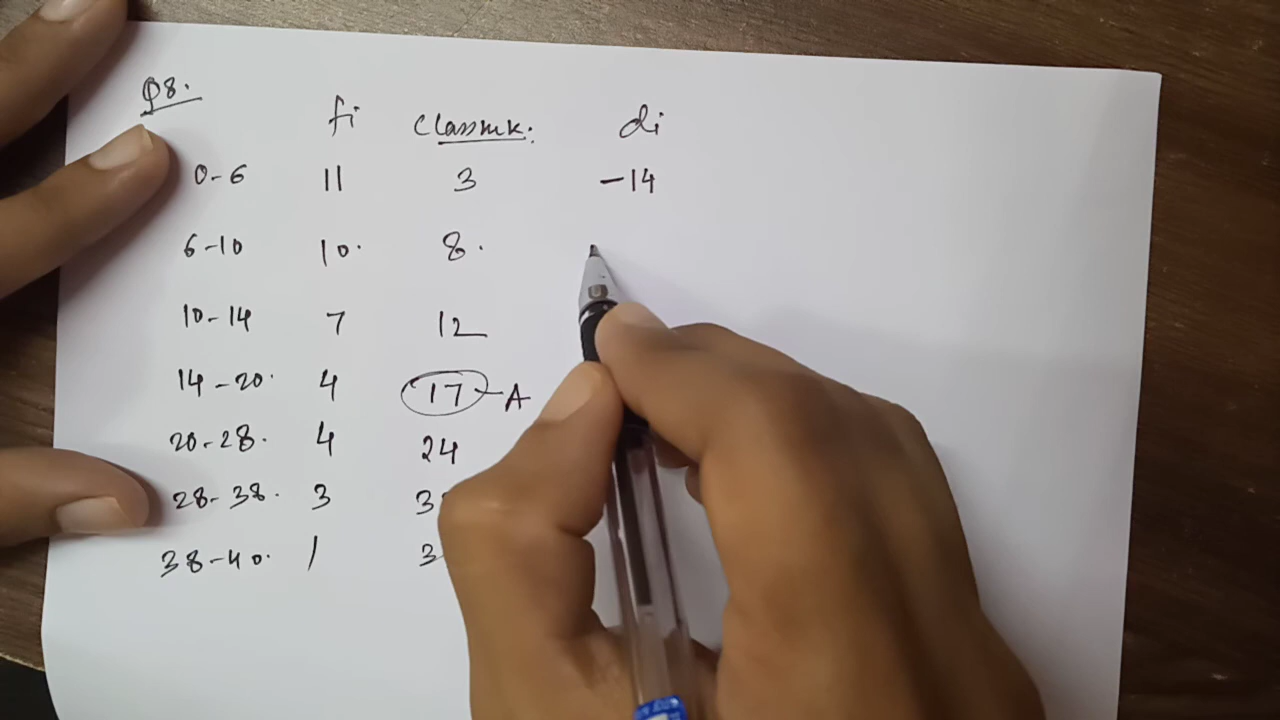 Q8.
fi classmk. di
0-6 11 3 -14
6-10 10. 8.
10-14 7 12
14-20. 4 17 - A
20-28. 4 24
28-38. 3
38-40. 1